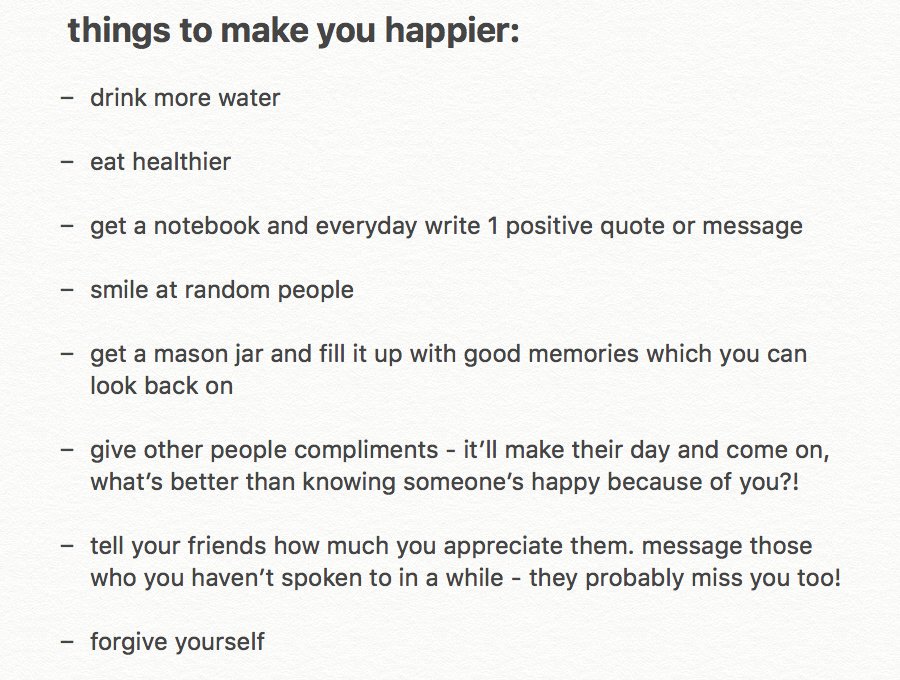 things to make you happier:
– drink more water
– eat healthier
– get a notebook and everyday write 1 positive quote or message
– smile at random people
– get a mason jar and fill it up with good memories which you can
look back on
– give other people compliments - it’ll make their day and come on,
what’s better than knowing someone’s happy because of you?!
– tell your friends how much you appreciate them. message those
who you haven’t spoken to in a while - they probably miss you too!
– forgive yourself